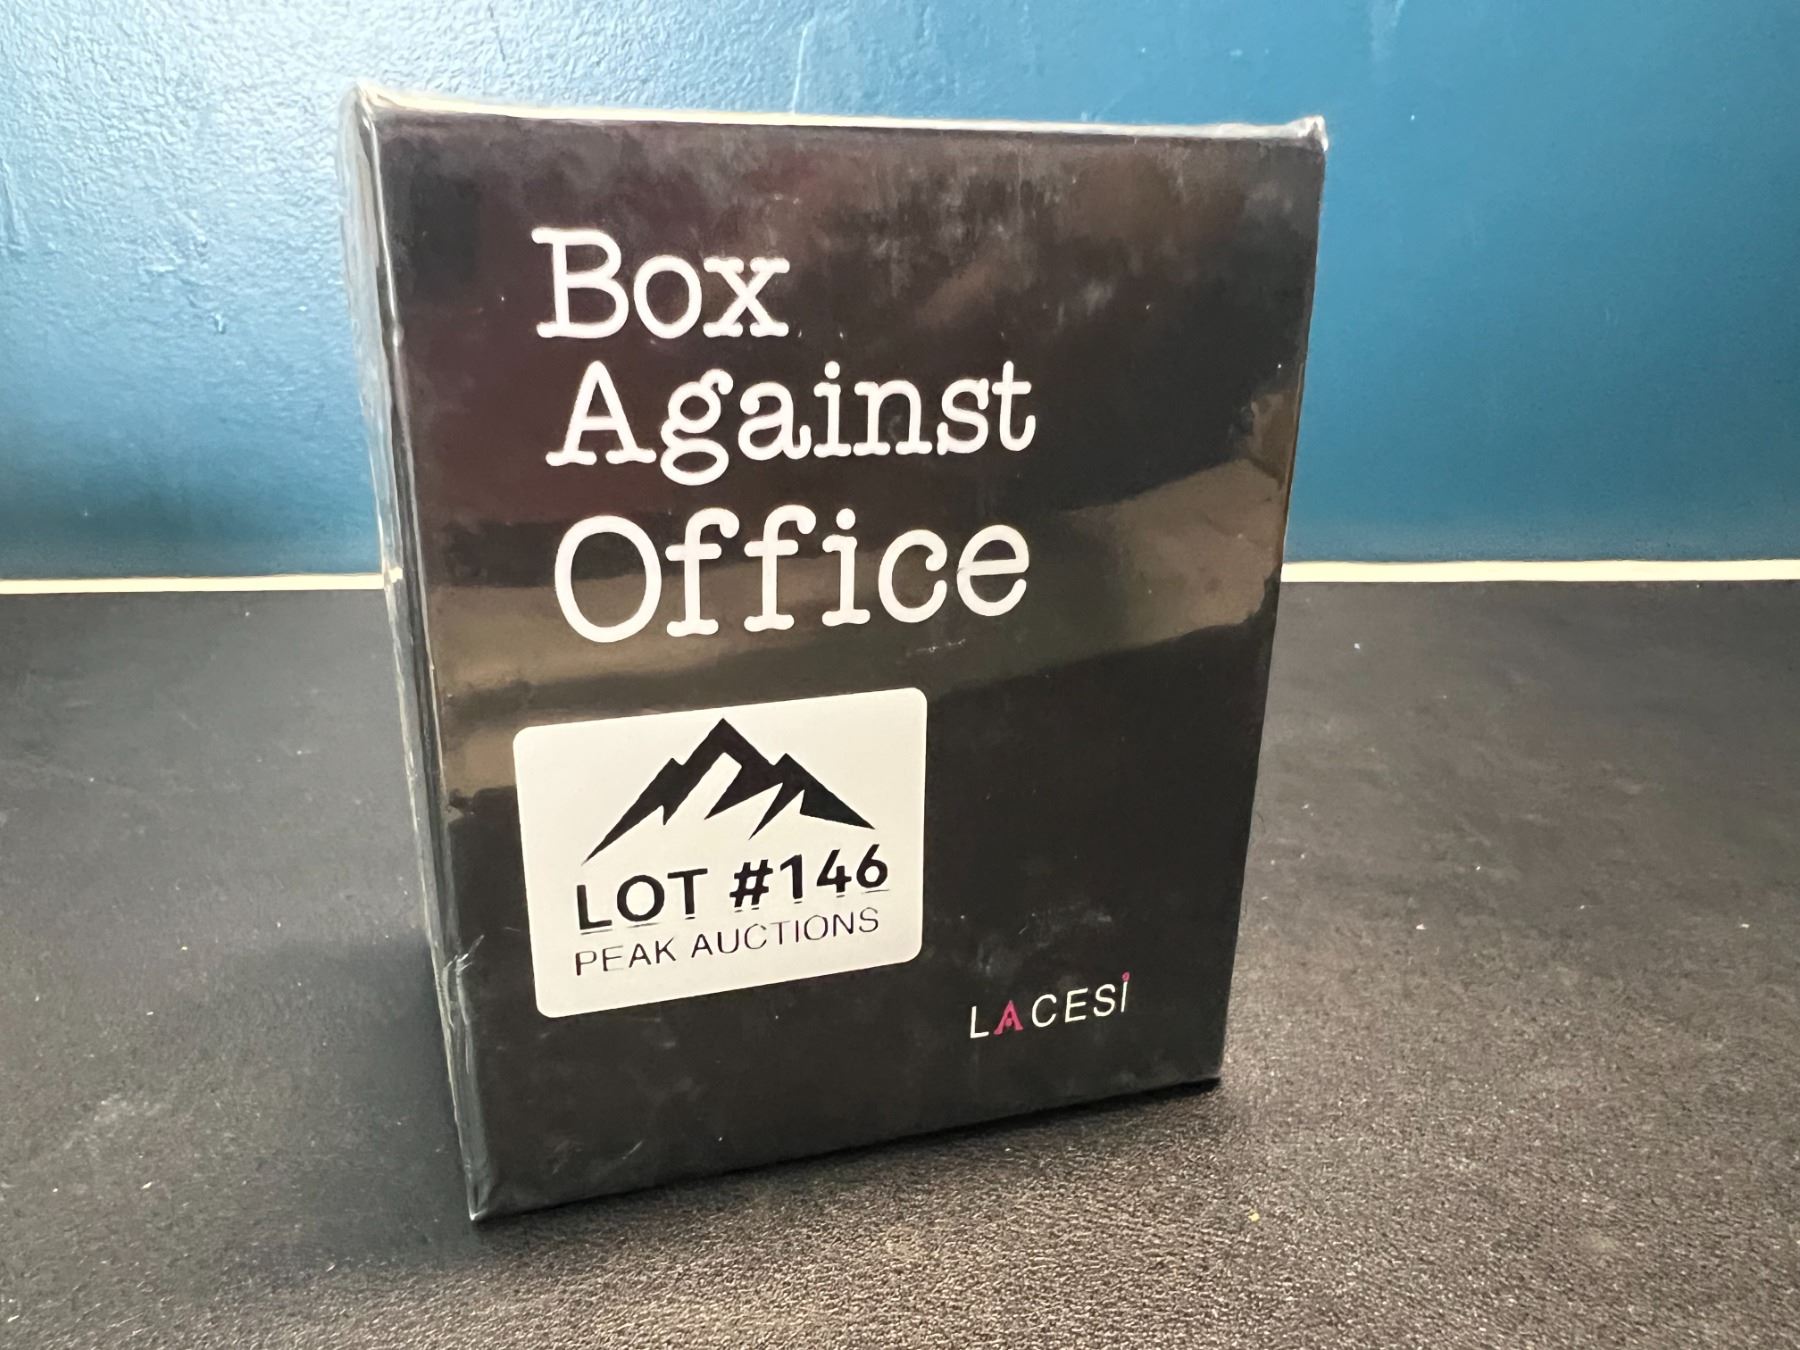 Box
Against
Office
LOT #146
PEAK AUCTIONS
LACESi